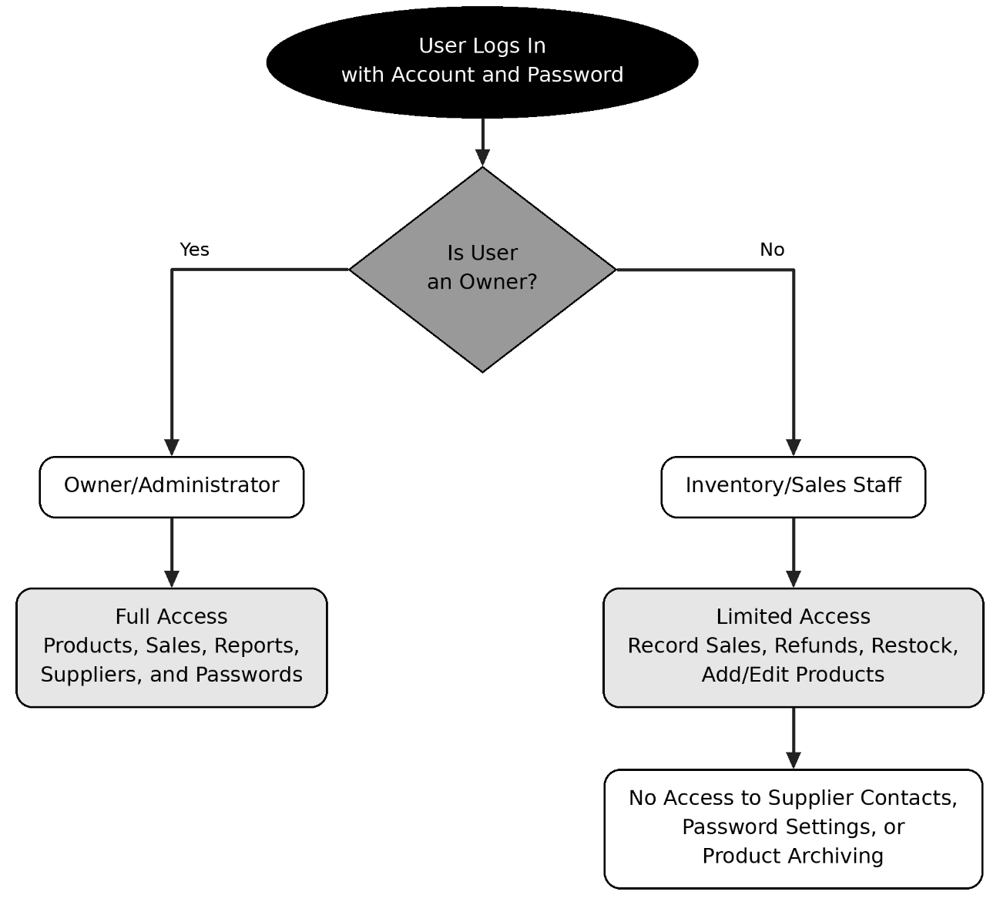 User Logs In
with Account and Password
Is User
an Owner?
Yes
No
Owner/Administrator
Inventory/Sales Staff
Full Access
Products, Sales, Reports,
Suppliers, and Passwords
Limited Access
Record Sales, Refunds, Restock,
Add/Edit Products
No Access to Supplier Contacts,
Password Settings, or
Product Archiving